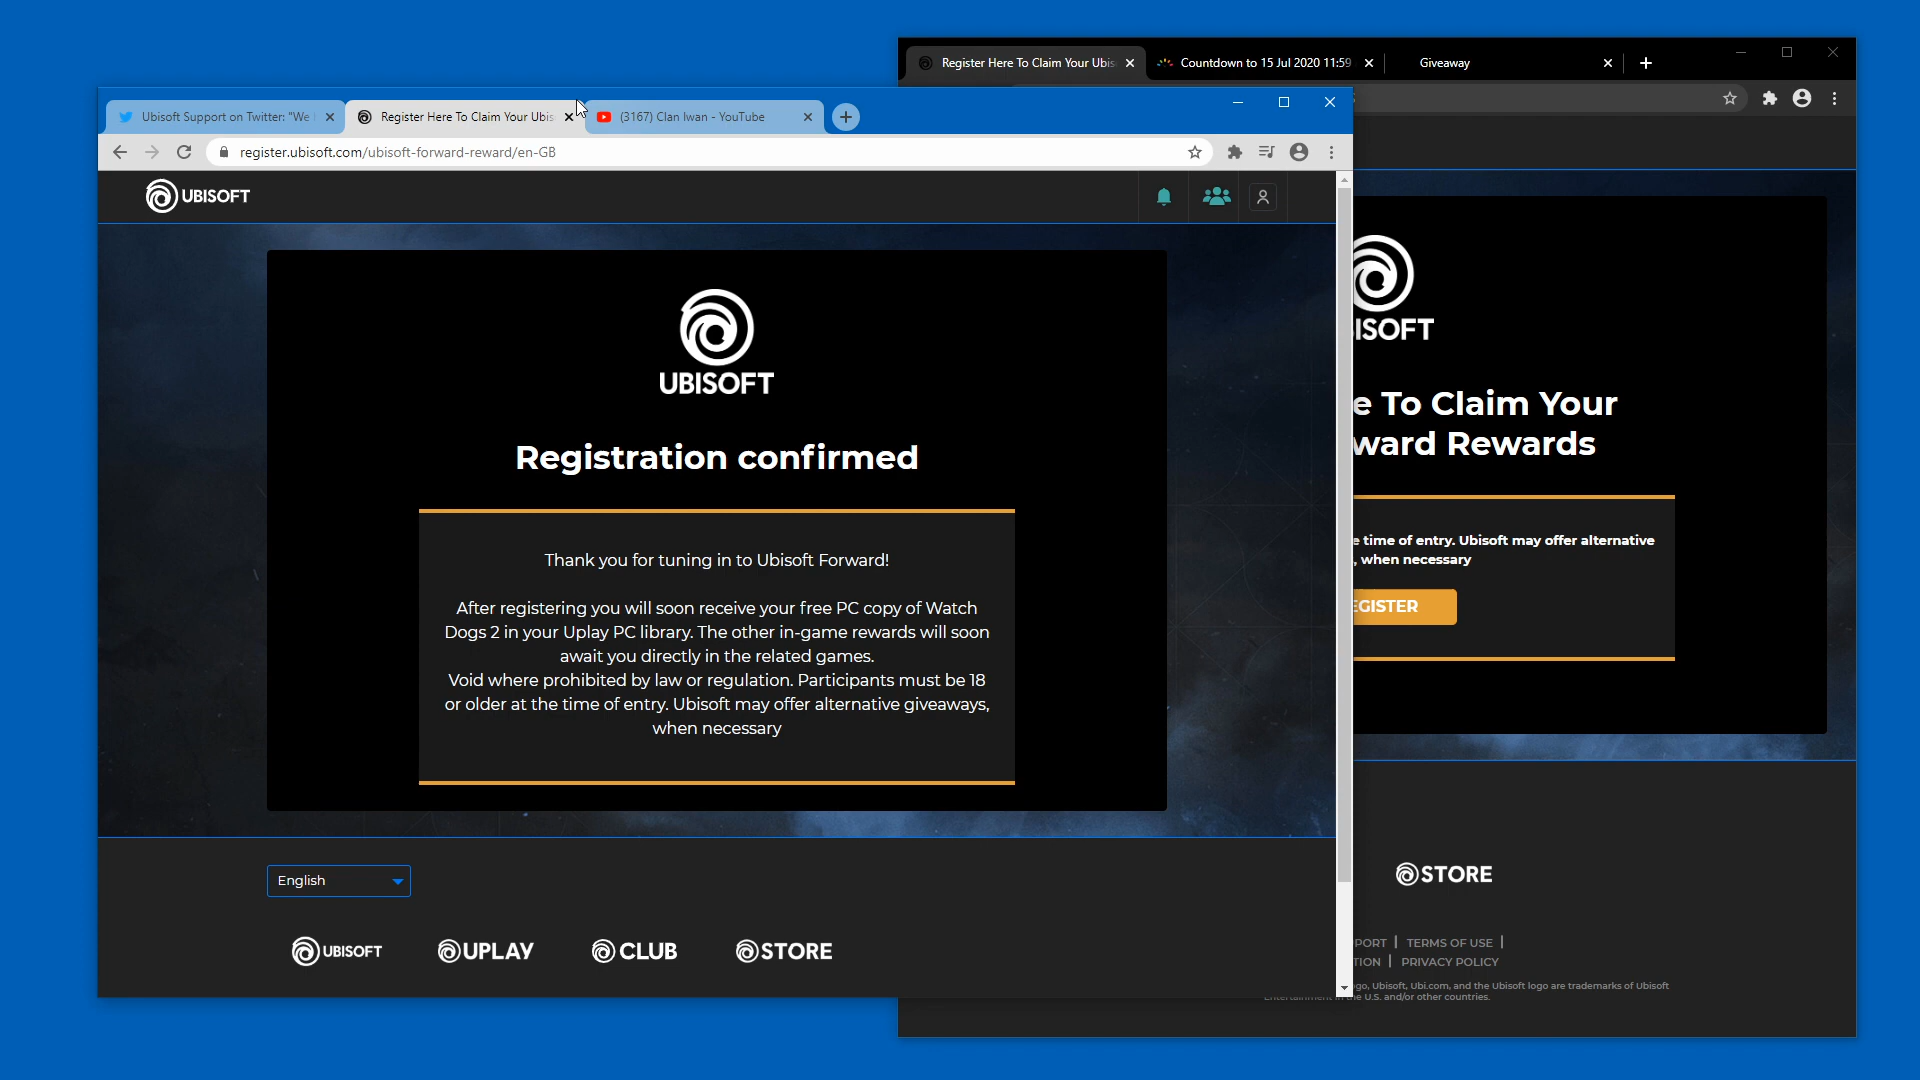 Register Here To Claim Your Ubis
Countdown to 15 Jul 2020 11:59
Giveaway
Ubisoft Support on Twitter: "We
Register Here To Claim Your Ubis
(3167) Clan Iwan - YouTube
register.ubisoft.com/ubisoft-forward-reward/en-GB
UBISOFT
UBISOFT
Registration confirmed
Thank you for tuning in to Ubisoft Forward!
After registering you will soon receive your free PC copy of Watch
Dogs 2 in your Uplay PC library. The other in-game rewards will soon
await you directly in the related games.
Void where prohibited by law or regulation. Participants must be 18
or older at the time of entry. Ubisoft may offer alternative giveaways,
when necessary
English
UBISOFT
UPLAY
CLUB
STORE
ISOFT
e To Claim Your
ward Rewards
e time of entry. Ubisoft may offer alternative
, when necessary
EGISTER
STORE
PORT | TERMS OF USE |
TION | PRIVACY POLICY
ogo, Ubisoft, Ubi.com, and the Ubisoft logo are trademarks of Ubisoft
the U.S. and/or other countries.